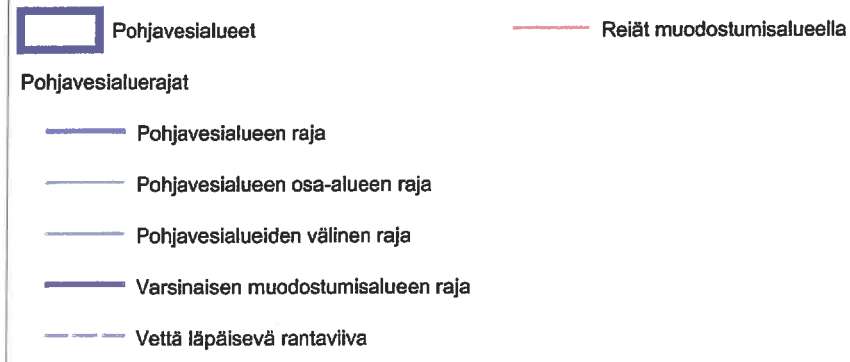 Pohjavesialueet
Reiät muodostumisalueella
Pohjavesialuerajat
Pohjavesialueen raja
Pohjavesialueen osa-alueen raja
Pohjavesialueiden välinen raja
Varsinaisen muodostumisalueen raja
Vettä läpäisevä rantaviiva